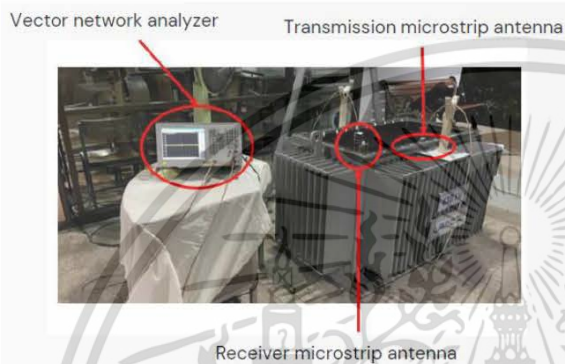 Vector network analyzer
Transmission microstrip antenna
Receiver microstrip antenna